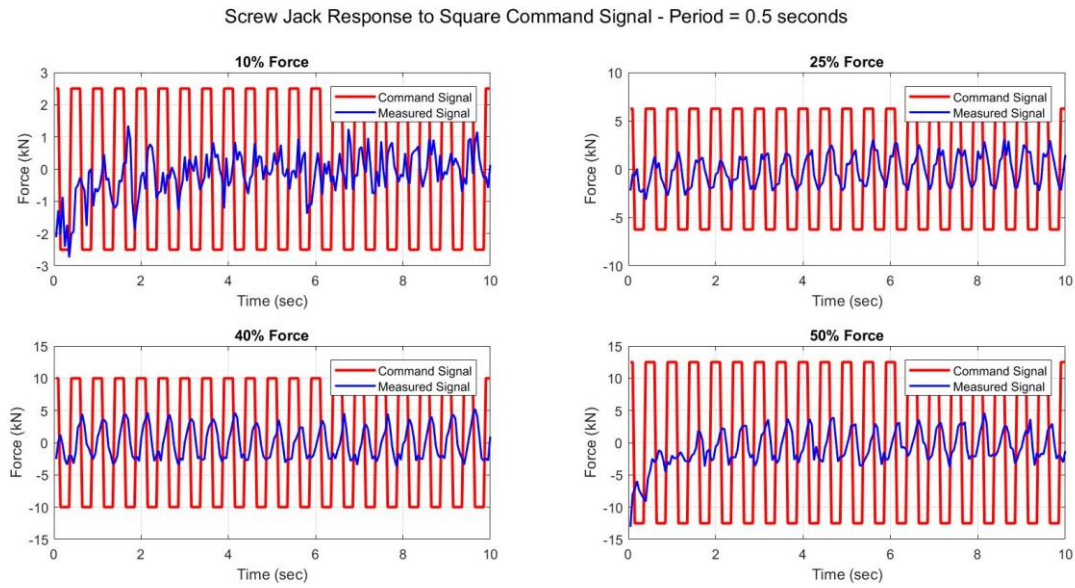 Screw Jack Response to Square Command Signal - Period = 0.5 seconds
10% Force
3
2
1
0
-1
-2
-3
Force (kN)
0 2 4 6 8 10
Time (sec)
Command Signal
Measured Signal
25% Force
10
5
0
-5
-10
Force (kN)
0 2 4 6 8 10
Time (sec)
Command Signal
Measured Signal
40% Force
15
10
5
0
-5
-10
-15
Force (kN)
0 2 4 6 8 10
Time (sec)
Command Signal
Measured Signal
50% Force
15
10
5
0
-5
-10
-15
Force (kN)
0 2 4 6 8 10
Time (sec)
Command Signal
Measured Signal